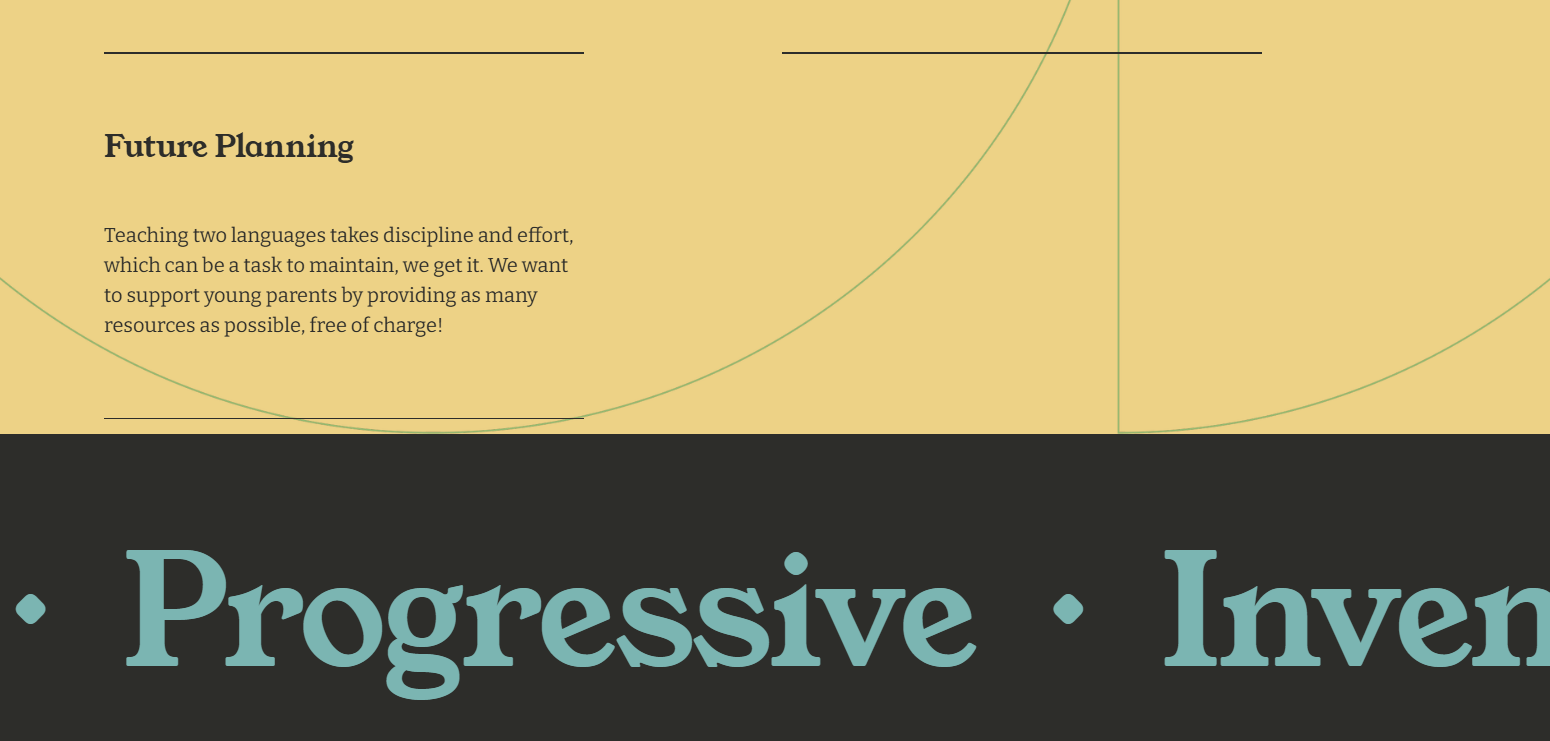 Future Planning
Teaching two languages takes discipline and effort,
which can be a task to maintain, we get it. We want
to support young parents by providing as many
resources as possible, free of charge!
Progressive Inven